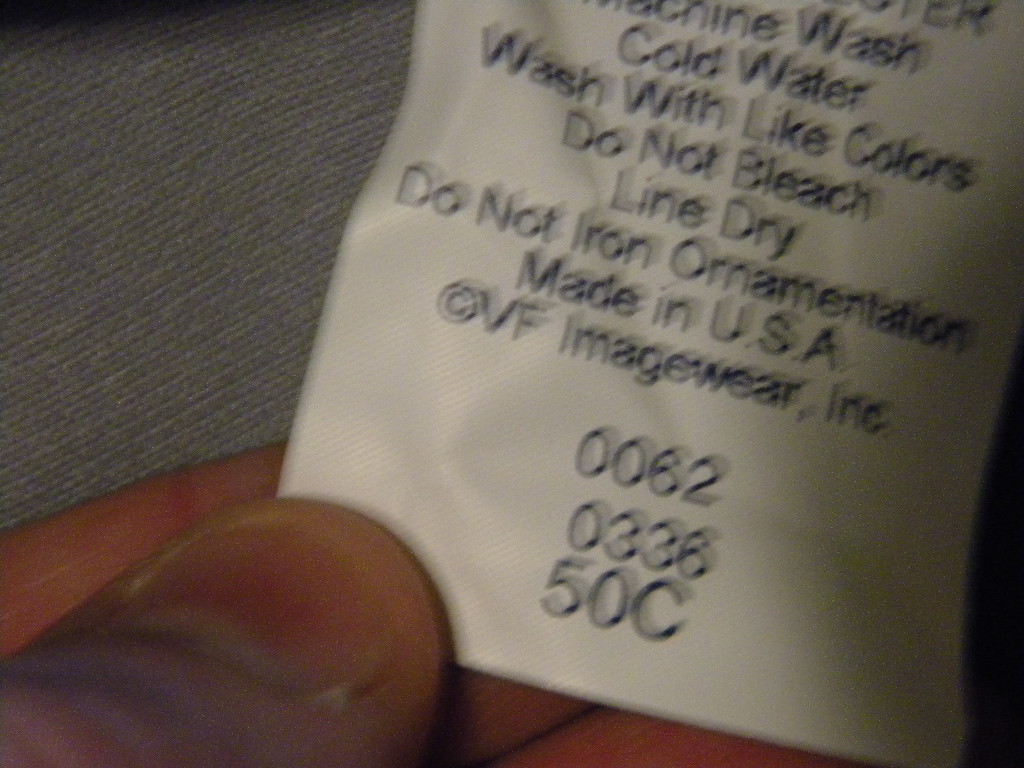 Machine Wash
Cold Water
Wash With Like Colors
Do Not Bleach
Line Dry
Do Not Iron Ornamentation
Made in U.S.A.
©VF Imagewear, Inc.
0062
0336
50C